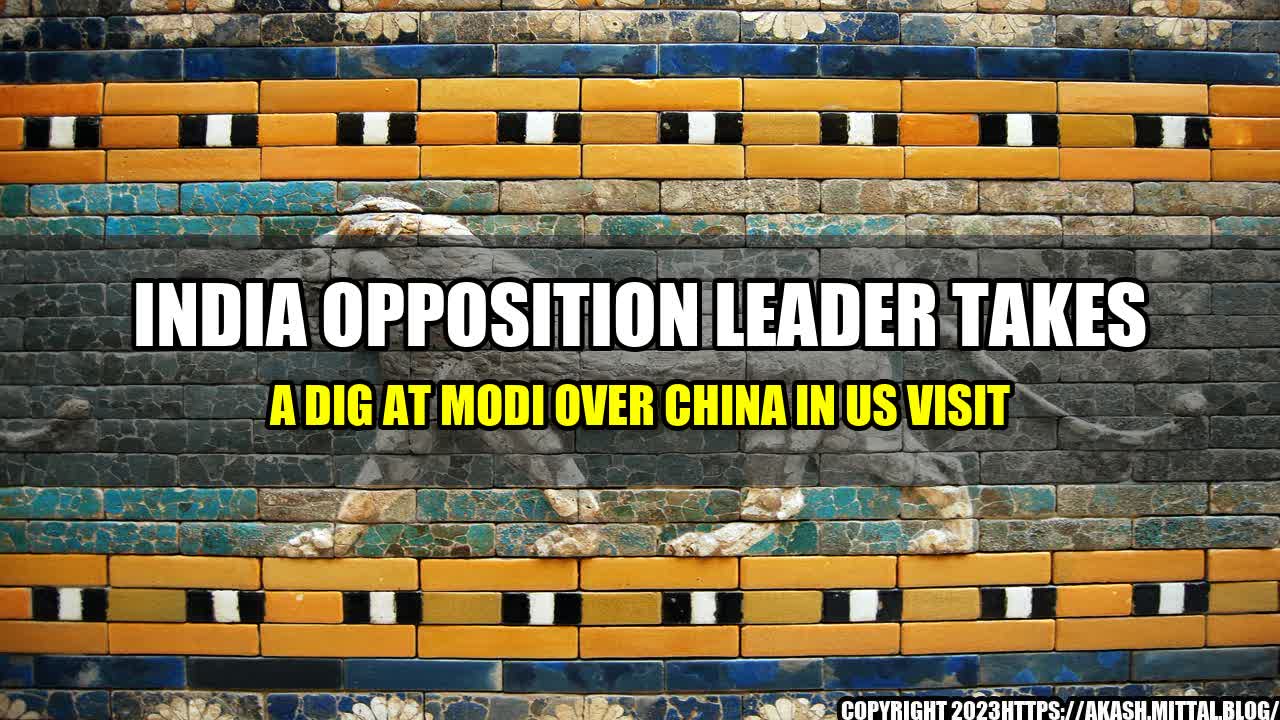 INDIA OPPOSITION LEADER TAKES
A DIG AT MODI OVER CHINA IN US VISIT
COPYRIGHT 2023HTTPS://AKASH.MITTAL.BLOG/